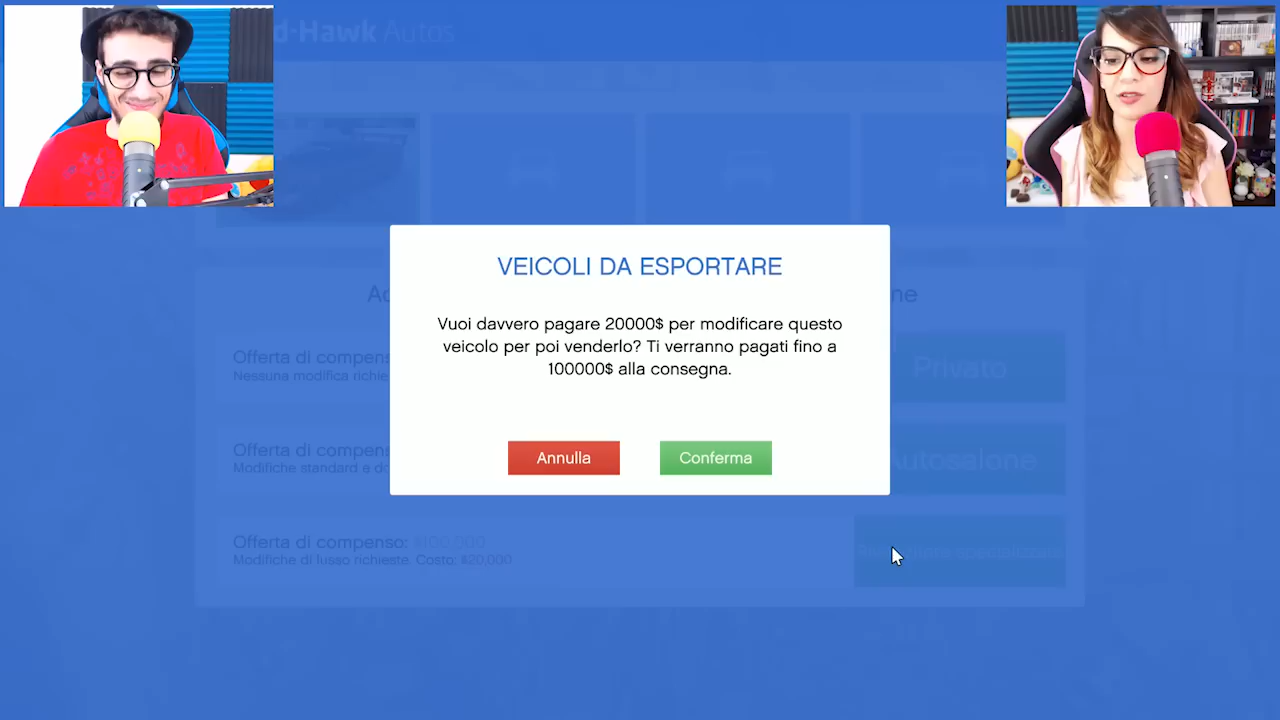 d-Hawk Autos
VEICOLI DA ESPORTARE
Vuoi davvero pagare 20000$ per modificare questo
veicolo per poi venderlo? Ti verranno pagati fino a
100000$ alla consegna.
Annulla
Conferma
Offerta di compens
Nessuna modifica richie
Privato
Offerta di compens
Modifiche standard e do
Autosalone
Offerta di compenso: $100,000
Modifiche di lusso richieste. Costo: $20,000